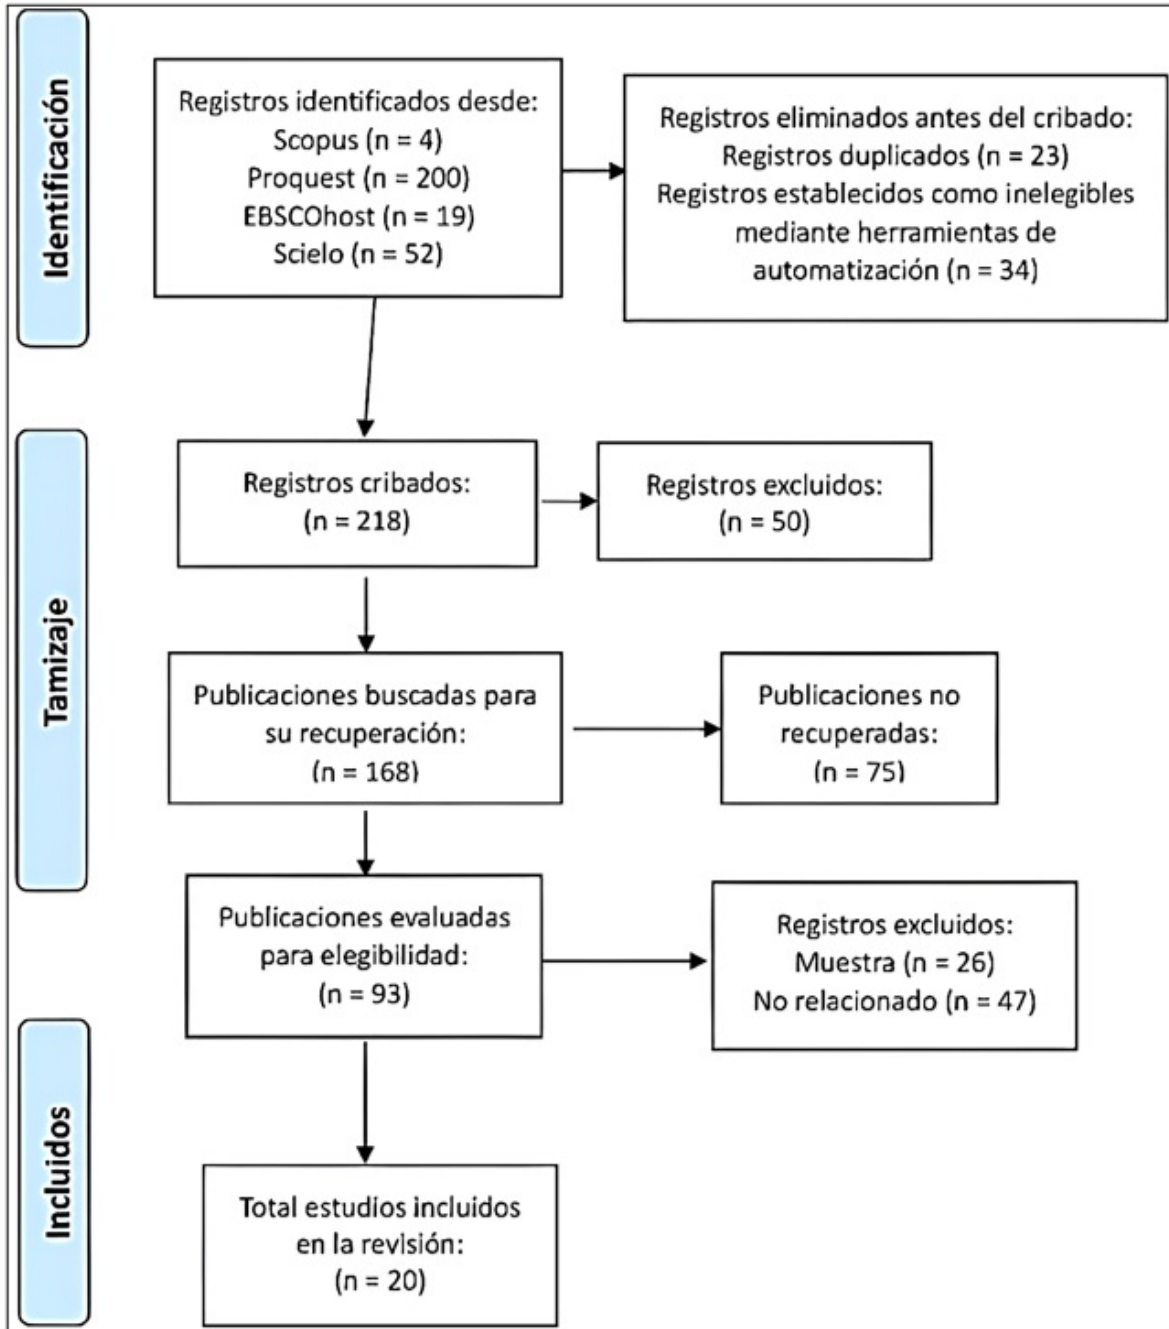 Identificación
Registros identificados desde:
Scopus (n = 4)
Proquest (n = 200)
EBSCOhost (n = 19)
Scielo (n = 52)
Registros eliminados antes del cribado:
Registros duplicados (n = 23)
Registros establecidos como inelegibles
mediante herramientas de
automatización (n = 34)
Tamizaje
Registros cribados:
(n = 218)
Registros excluidos:
(n = 50)
Publicaciones buscadas para
su recuperación:
(n = 168)
Publicaciones no
recuperadas:
(n = 75)
Publicaciones evaluadas
para elegibilidad:
(n = 93)
Registros excluidos:
Muestra (n = 26)
No relacionado (n = 47)
Incluidos
Total estudios incluidos
en la revisión:
(n = 20)